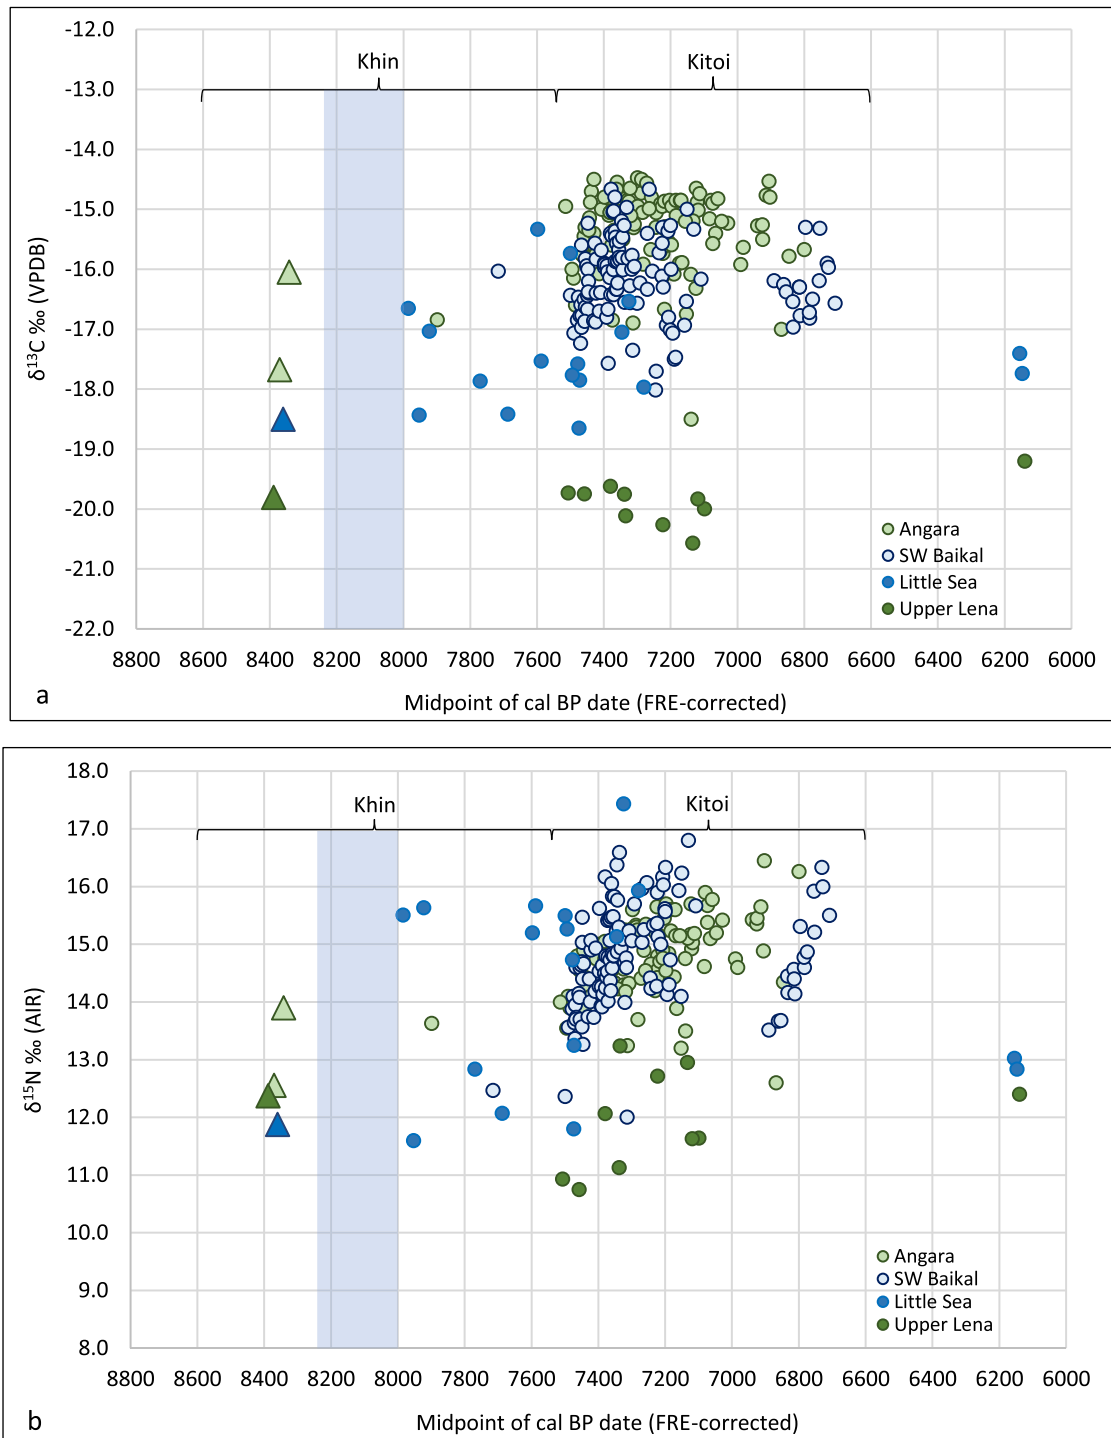 -12.0
-13.0
-14.0
-15.0
-16.0
-17.0
-18.0
-19.0
-20.0
-21.0
-22.0
δ13C ‰ (VPDB)
Khin
Kitoi
Angara
SW Baikal
Little Sea
Upper Lena
8800 8600 8400 8200 8000 7800 7600 7400 7200 7000 6800 6600 6400 6200 6000
Midpoint of cal BP date (FRE-corrected)
a
18.0
17.0
16.0
15.0
14.0
13.0
12.0
11.0
10.0
9.0
8.0
δ15N ‰ (AIR)
Khin
Kitoi
Angara
SW Baikal
Little Sea
Upper Lena
8800 8600 8400 8200 8000 7800 7600 7400 7200 7000 6800 6600 6400 6200 6000
Midpoint of cal BP date (FRE-corrected)
b